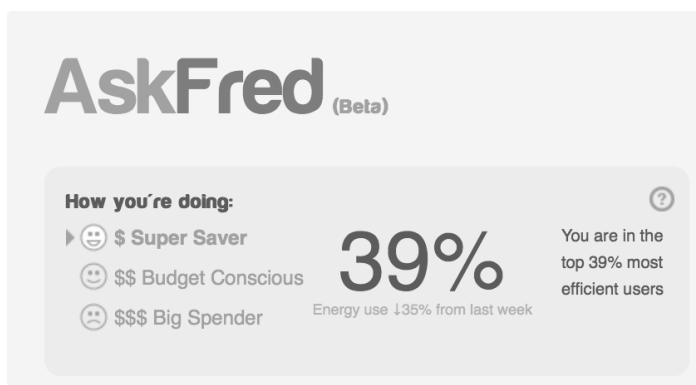 AskFred (Beta)
How you´re doing:
?
$ Super Saver
$$ Budget Conscious
$$$ Big Spender
39%
Energy use ↓35% from last week
You are in the
top 39% most
efficient users